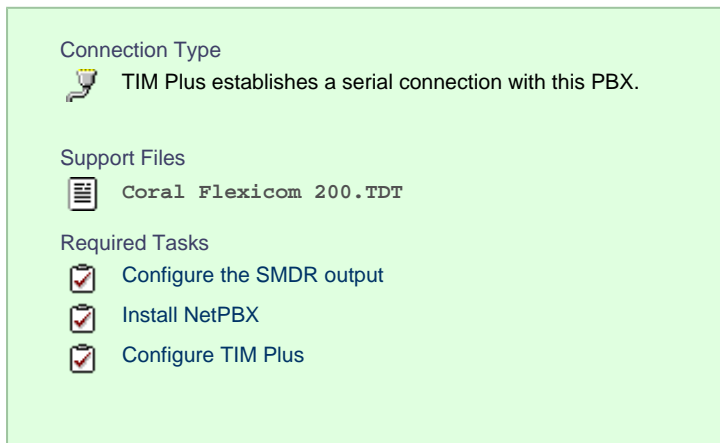 Connection Type
TIM Plus establishes a serial connection with this PBX.
Support Files
Coral Flexicom 200.TDT
Required Tasks
Configure the SMDR output
Install NetPBX
Configure TIM Plus